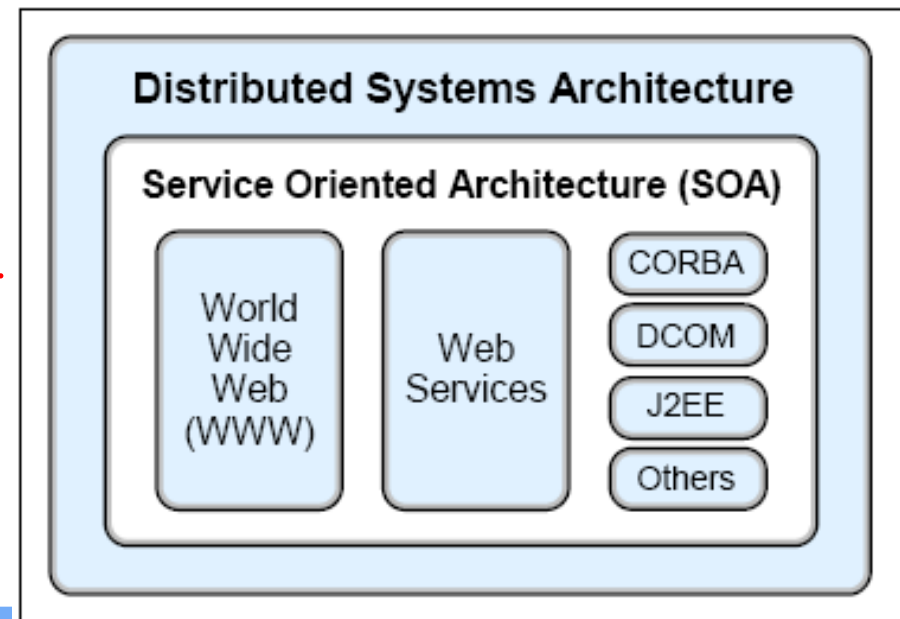 Distributed Systems Architecture
Service Oriented Architecture (SOA)
World
Wide
Web
(WWW)
Web
Services
CORBA
DCOM
J2EE
Others